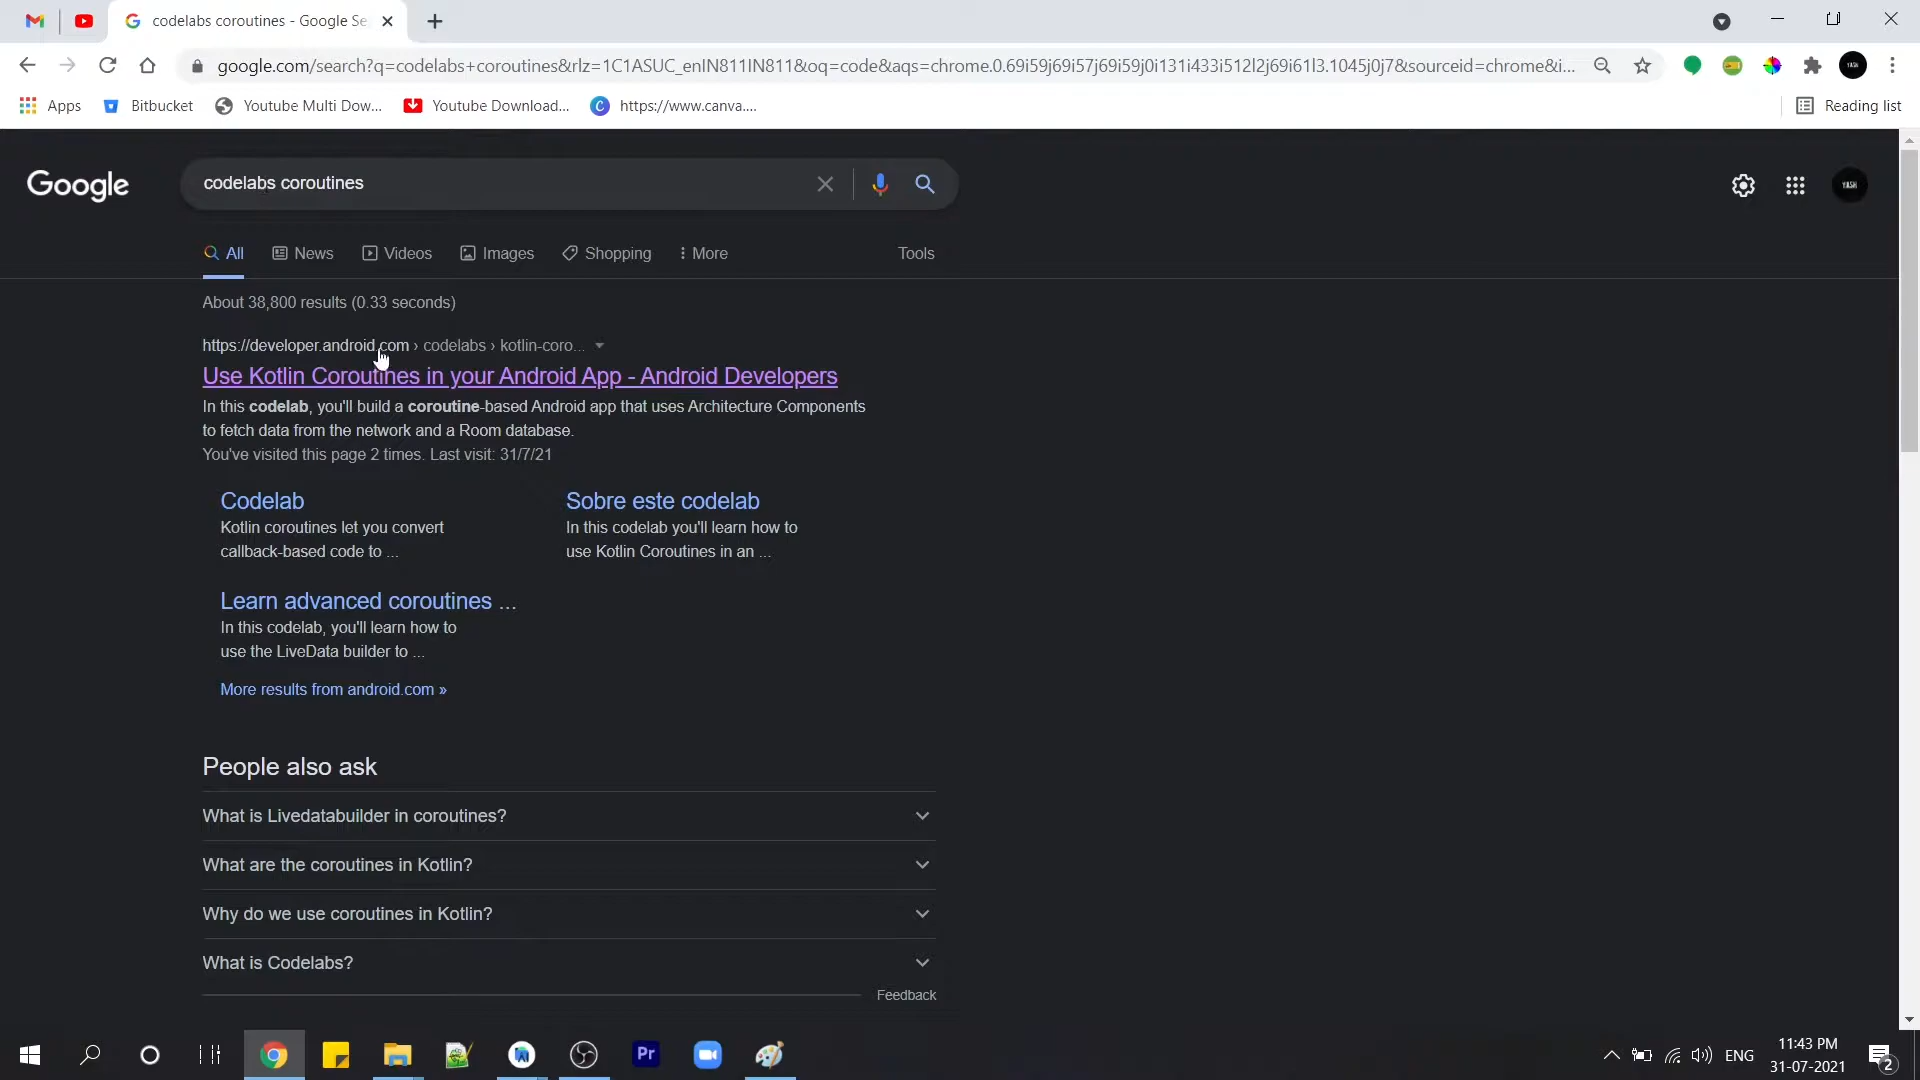 codelabs coroutines - Google Se
google.com/search?q=codelabs+coroutines&rlz=1C1ASUC_enIN811IN811&oq=code&aqs=chrome.0.69i59j69i57j69i59j0i131i433i512l2j69i61l3.1045j0j7&sourceid=chrome&i...
Apps
Bitbucket
Youtube Multi Dow...
Youtube Download...
https://www.canva....
Reading list
Google
codelabs coroutines
YASH
All
News
Videos
Images
Shopping
More
Tools
About 38,800 results (0.33 seconds)
https://developer.android.com › codelabs › kotlin-coro...
Use Kotlin Coroutines in your Android App - Android Developers
In this codelab, you'll build a coroutine-based Android app that uses Architecture Components
to fetch data from the network and a Room database.
You've visited this page 2 times. Last visit: 31/7/21
Codelab
Kotlin coroutines let you convert
callback-based code to ...
Sobre este codelab
In this codelab you'll learn how to
use Kotlin Coroutines in an ...
Learn advanced coroutines ...
In this codelab, you'll learn how to
use the LiveData builder to ...
More results from android.com »
People also ask
What is Livedatabuilder in coroutines?
What are the coroutines in Kotlin?
Why do we use coroutines in Kotlin?
What is Codelabs?
Feedback
Pr
ENG
11:43 PM
31-07-2021
2